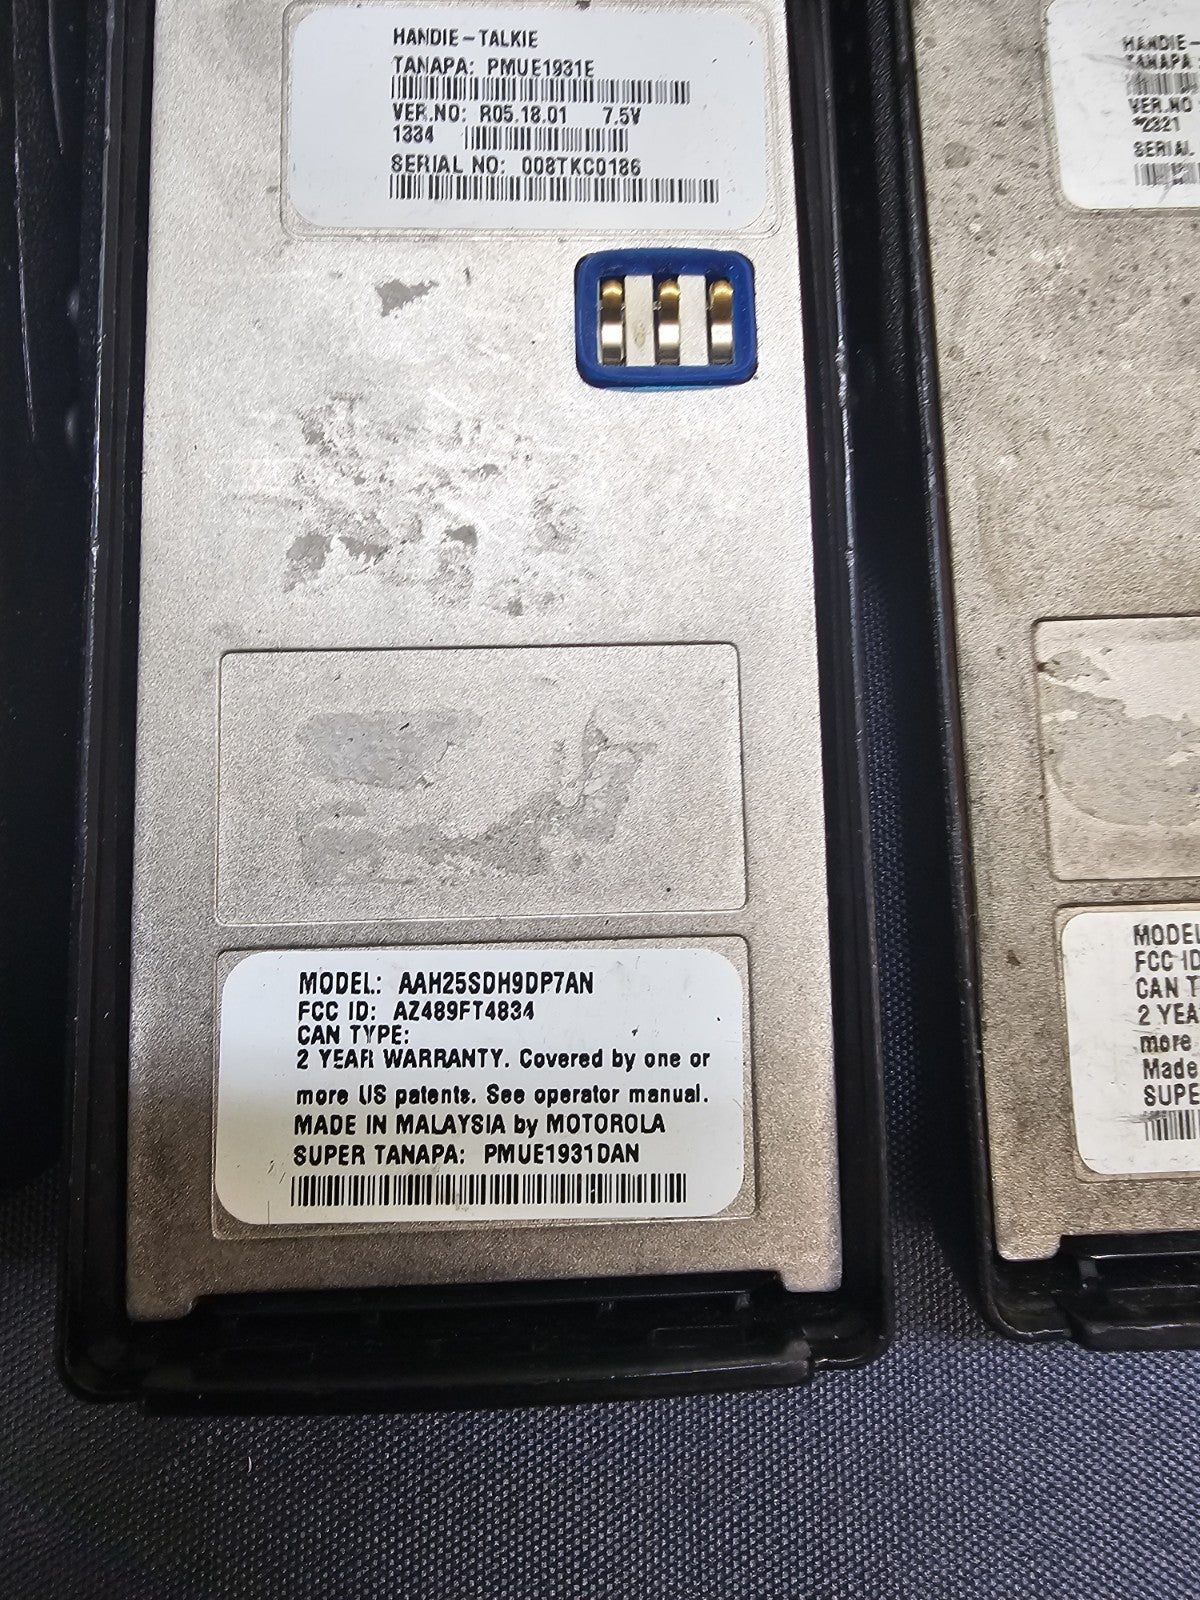 HANDIE-TALKIE
TANAPA: PMUE1931E
VER.NO: R05.18.01 7.5V
1334
SERIAL NO: 008TKC0186
MODEL: AAH25SDH9DP7AN
FCC ID: AZ489FT4834
CAN TYPE:
2 YEAR WARRANTY. Covered by one or
more US patents. See operator manual.
MADE IN MALAYSIA by MOTOROLA
SUPER TANAPA: PMUE1931DAN
HANDIE-
TANAPA
VER.NO
*2321
SERIAL
MODEL
FCC ID
CAN T
2 YEA
more
Made
SUPE